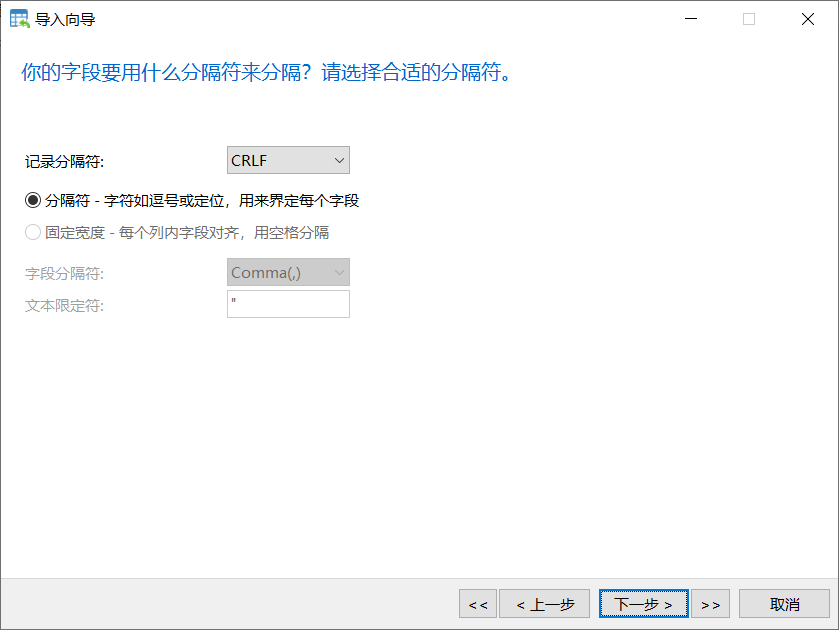 导入向导
你的字段要用什么分隔符来分隔？请选择合适的分隔符。
记录分隔符: CRLF
分隔符 - 字符如逗号或定位，用来界定每个字段
固定宽度 - 每个列内字段对齐，用空格分隔
字段分隔符: Comma(,)
文本限定符: "
<< < 上一步 下一步 > >> 取消